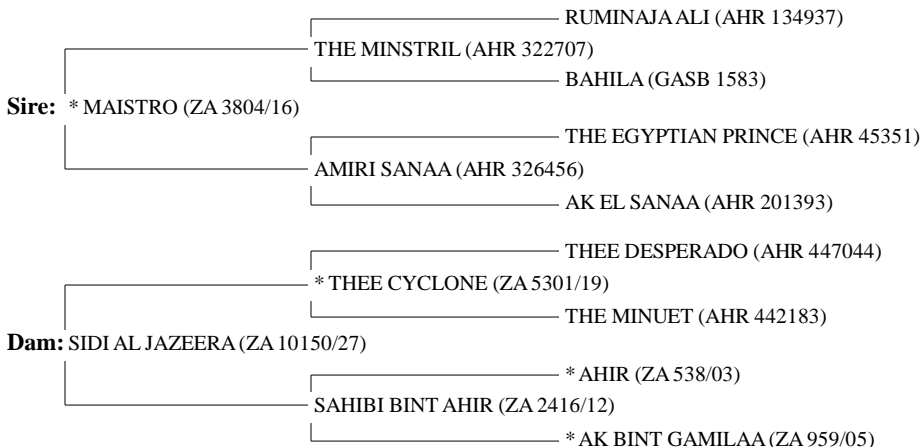 RUMINAJA ALI (AHR 134937)
THE MINSTRIL (AHR 322707)
BAHILA (GASB 1583)
Sire: * MAISTRO (ZA 3804/16)
THE EGYPTIAN PRINCE (AHR 45351)
AMIRI SANAA (AHR 326456)
AK EL SANAA (AHR 201393)
THEE DESPERADO (AHR 447044)
* THEE CYCLONE (ZA 5301/19)
THE MINUET (AHR 442183)
Dam: SIDI AL JAZEERA (ZA 10150/27)
* AHIR (ZA 538/03)
SAHIBI BINT AHIR (ZA 2416/12)
* AK BINT GAMILAA (ZA 959/05)